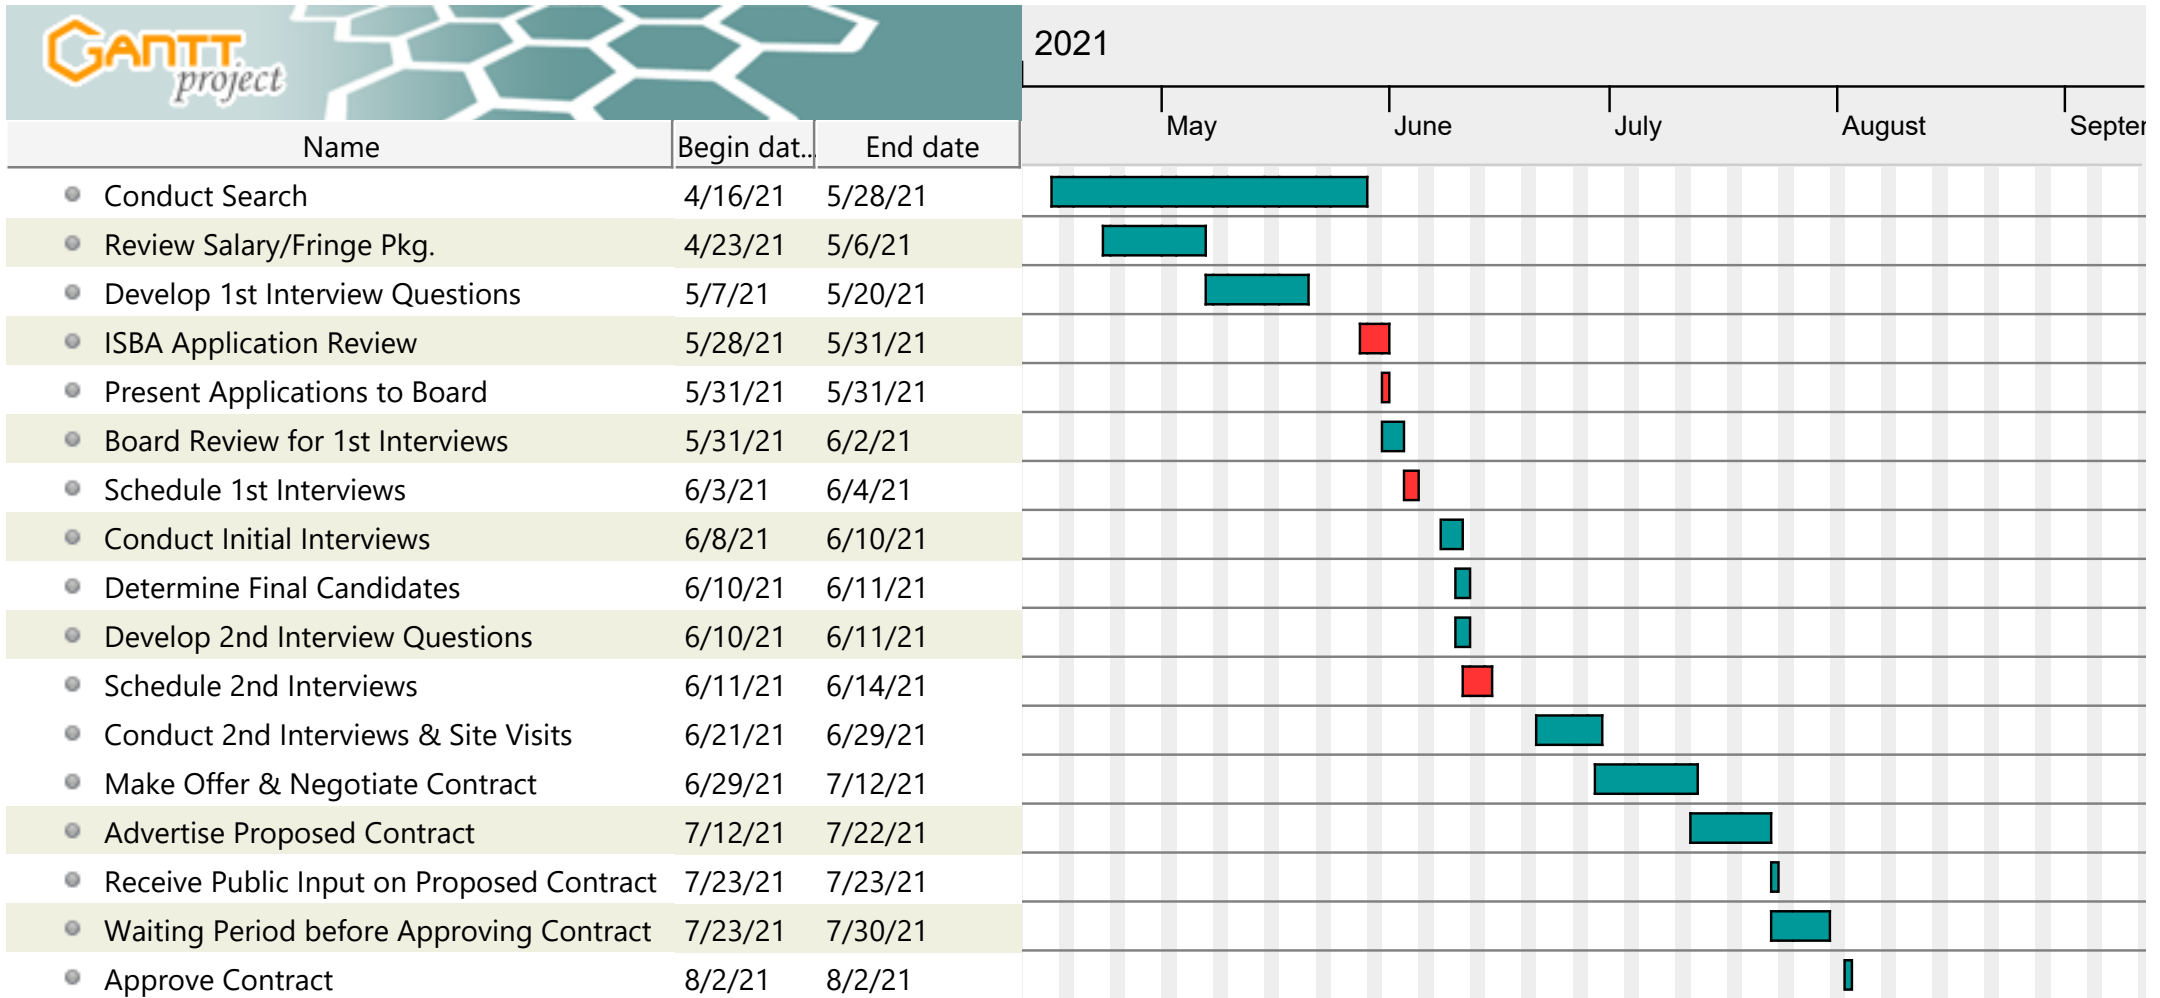 GANTT
project
2021
May June July August Septer
Name Begin dat... End date
Conduct Search 4/16/21 5/28/21
Review Salary/Fringe Pkg. 4/23/21 5/6/21
Develop 1st Interview Questions 5/7/21 5/20/21
ISBA Application Review 5/28/21 5/31/21
Present Applications to Board 5/31/21 5/31/21
Board Review for 1st Interviews 5/31/21 6/2/21
Schedule 1st Interviews 6/3/21 6/4/21
Conduct Initial Interviews 6/8/21 6/10/21
Determine Final Candidates 6/10/21 6/11/21
Develop 2nd Interview Questions 6/10/21 6/11/21
Schedule 2nd Interviews 6/11/21 6/14/21
Conduct 2nd Interviews & Site Visits 6/21/21 6/29/21
Make Offer & Negotiate Contract 6/29/21 7/12/21
Advertise Proposed Contract 7/12/21 7/22/21
Receive Public Input on Proposed Contract 7/23/21 7/23/21
Waiting Period before Approving Contract 7/23/21 7/30/21
Approve Contract 8/2/21 8/2/21